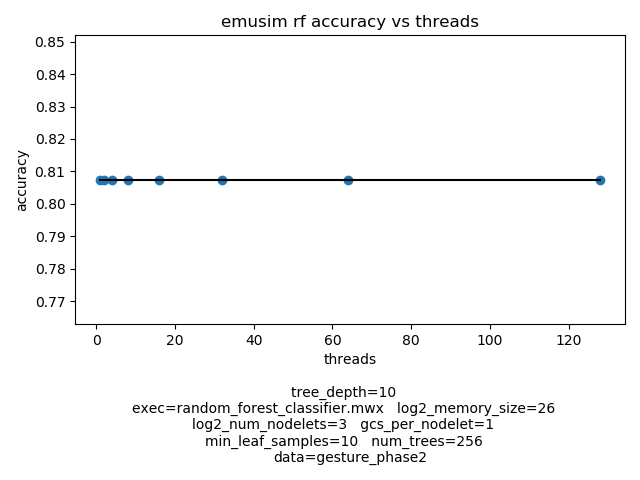 emusim rf accuracy vs threads
0.85
0.84
0.83
0.82
0.81
0.80
0.79
0.78
0.77
accuracy
0 20 40 60 80 100 120
threads
tree_depth=10
exec=random_forest_classifier.mwx log2_memory_size=26
log2_num_nodelets=3 gcs_per_nodelet=1
min_leaf_samples=10 num_trees=256
data=gesture_phase2